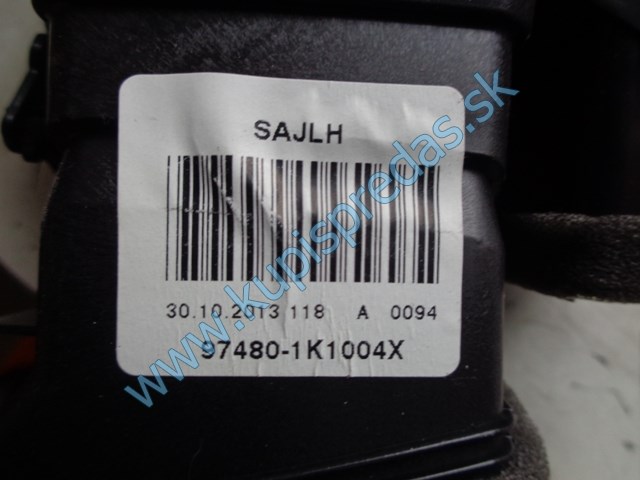 SAJLH
30.10.2013 118 A 0094
97480-1K1004X
www.kupispredas.sk